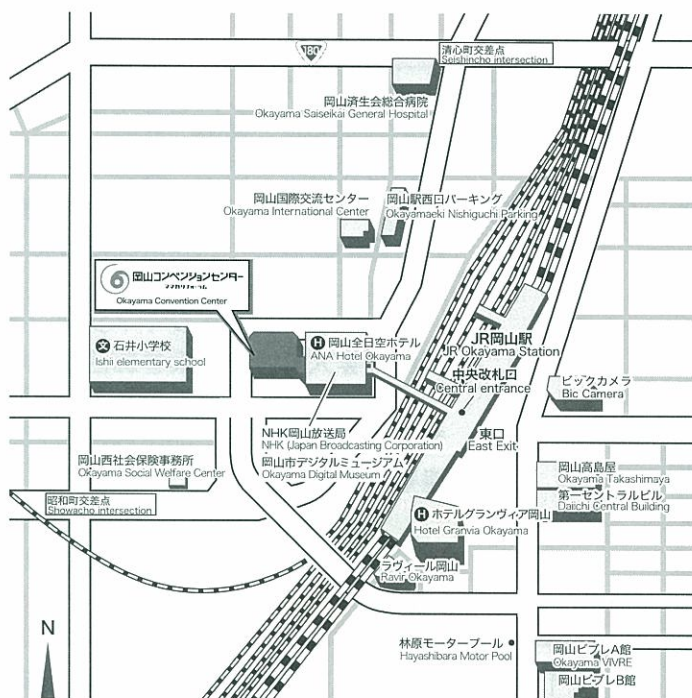 180
清心町交差点
Seishincho intersection
岡山済生会総合病院
Okayama Saiseikai General Hospital
岡山国際交流センター
Okayama International Center
岡山駅西口パーキング
Okayamaeki Nishiguchi Parking
岡山コンベンションセンター
ママカリフォーラム
Okayama Convention Center
文 石井小学校
Ishii elementary school
H 岡山全日空ホテル
ANA Hotel Okayama
JR岡山駅
JR Okayama Station
中央改札口
Central entrance
ビックカメラ
Bic Camera
東口
East Exit
NHK岡山放送局
NHK (Japan Broadcasting Corporation)
岡山市デジタルミュージアム
Okayama Digital Museum
岡山西社会保険事務所
Okayama Social Welfare Center
岡山高島屋
Okayama Takashimaya
第一セントラルビル
Daiichi Central Building
昭和町交差点
Showacho intersection
H ホテルグランヴィア岡山
Hotel Granvia Okayama
ラヴィール岡山
Ravir Okayama
N
林原モータープール
Hayashibara Motor Pool
岡山ビブレA館
Okayama VIVRE
岡山ビブレB館